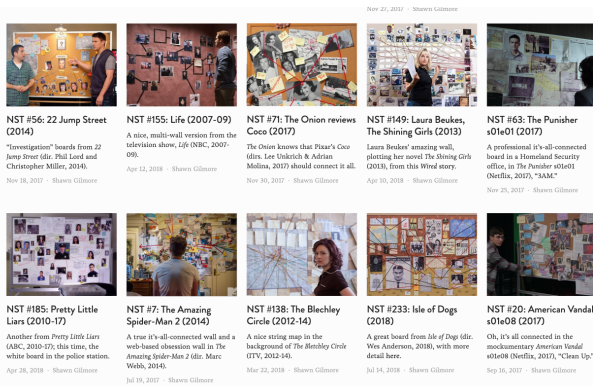 Nov 27, 2017 · Shawn Gilmore
NST #56: 22 Jump Street
(2014)
"Investigation" boards from 22
Jump Street (dir. Phil Lord and
Christopher Miller, 2014).
Nov 18, 2017 · Shawn Gilmore
NST #155: Life (2007-09)
A nice, multi-wall version from the
television show, Life (NBC, 2007-
09).
Apr 12, 2018 · Shawn Gilmore
NST #71: The Onion reviews
Coco (2017)
The Onion knows that Pixar's Coco
(dirs. Lee Unkrich & Adrian
Molina, 2017) should connect it all.
Nov 30, 2017 · Shawn Gilmore
NST #149: Laura Beukes,
The Shining Girls (2013)
Laura Beukes' amazing wall,
plotting her novel The Shining Girls
(2013), from this Wired story.
Apr 10, 2018 · Shawn Gilmore
NST #63: The Punisher
s01e01 (2017)
A professional it's-all-connected
board in a Homeland Security
office, in The Punisher s01e01
(Netflix, 2017), "3AM."
Nov 25, 2017 · Shawn Gilmore
NST #185: Pretty Little
Liars (2010-17)
Another from Pretty Little Liars
(ABC, 2010-17); this time, the
white board in the police station.
Apr 28, 2018 · Shawn Gilmore
NST #7: The Amazing
Spider-Man 2 (2014)
A true it's-all-connected wall and a
web-based obsession wall in The
Amazing Spider-Man 2 (dir. Marc
Webb, 2014).
Jul 19, 2017 · Shawn Gilmore
NST #138: The Blechley
Circle (2012-14)
A nice string map in the
background of The Bletchley Circle
(ITV, 2012-14).
Mar 22, 2018 · Shawn Gilmore
NST #233: Isle of Dogs
(2018)
A great board from Isle of Dogs (dir.
Wes Anderson, 2018), with more
detail here.
Jul 14, 2018 · Shawn Gilmore
NST #20: American Vandal
s01e08 (2017)
Oh, it's all connected in the
mockumentary American Vandal
s01e08 (Netflix, 2017), "Clean Up."
Sep 16, 2017 · Shawn Gilmore